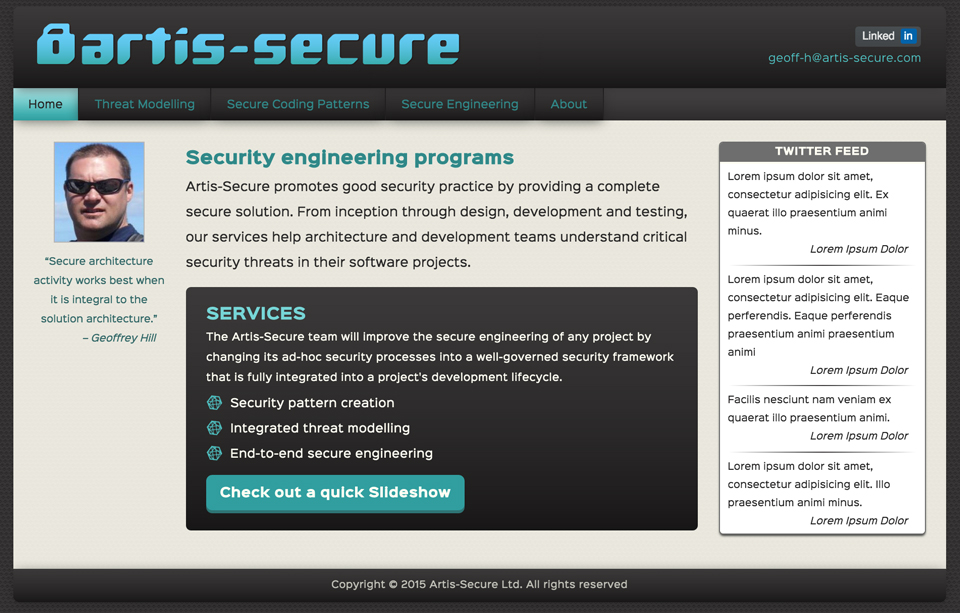 artis-secure
Linked in
geoff-h@artis-secure.com
Home
Threat Modelling
Secure Coding Patterns
Secure Engineering
About
“Secure architecture
activity works best when
it is integral to the
solution architecture.”
– Geoffrey Hill
Security engineering programs
Artis-Secure promotes good security practice by providing a complete
secure solution. From inception through design, development and testing,
our services help architecture and development teams understand critical
security threats in their software projects.
SERVICES
The Artis-Secure team will improve the secure engineering of any project by
changing its ad-hoc security processes into a well-governed security framework
that is fully integrated into a project's development lifecycle.
Security pattern creation
Integrated threat modelling
End-to-end secure engineering
Check out a quick Slideshow
TWITTER FEED
Lorem ipsum dolor sit amet,
consectetur adipisicing elit. Ex
quaerat illo praesentium animi
minus.
Lorem Ipsum Dolor
Lorem ipsum dolor sit amet,
consectetur adipisicing elit. Eaque
perferendis. Eaque perferendis
praesentium animi praesentium
animi
Lorem Ipsum Dolor
Facilis nesciunt nam veniam ex
quaerat illo praesentium animi.
Lorem Ipsum Dolor
Lorem ipsum dolor sit amet,
consectetur adipisicing elit. Illo
praesentium animi minus.
Lorem Ipsum Dolor
Copyright © 2015 Artis-Secure Ltd. All rights reserved